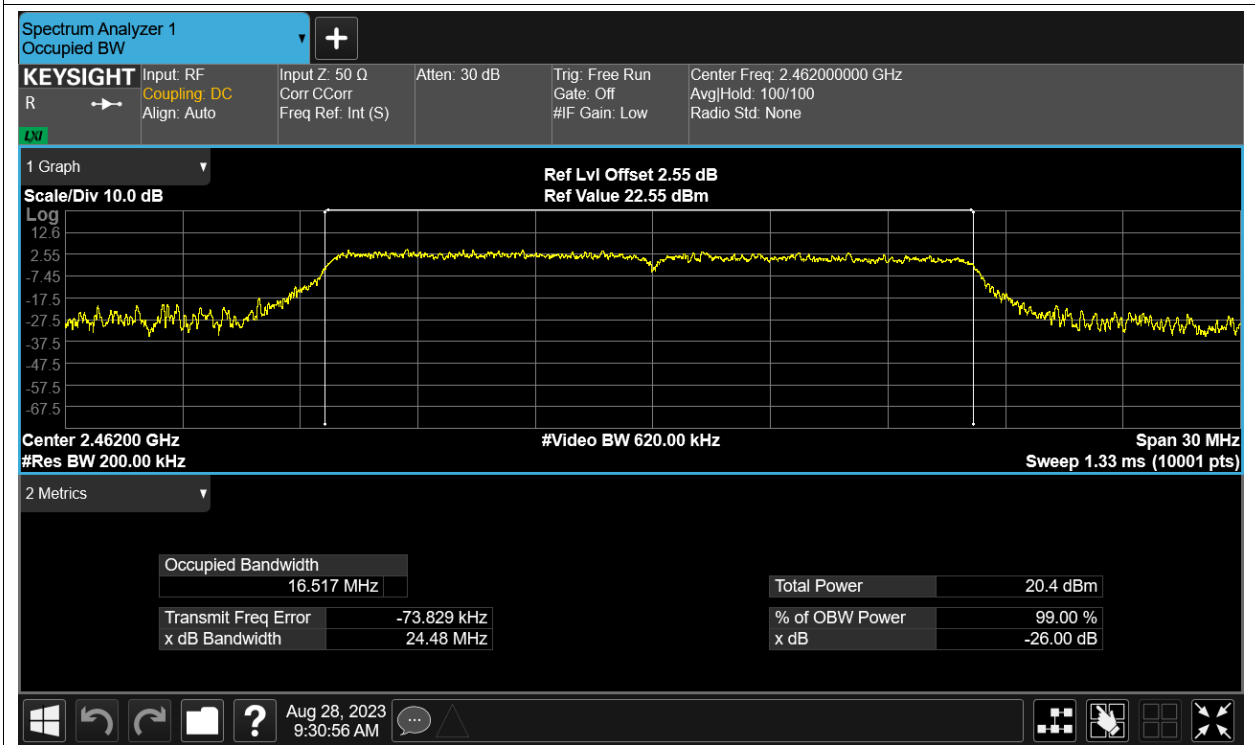 Spectrum Analyzer 1
Occupied BW
KEYSIGHT
R
LXI
Input: RF
Coupling: DC
Align: Auto
Input Z: 50 Ω
Corr CCorr
Freq Ref: Int (S)
Atten: 30 dB
Trig: Free Run
Gate: Off
#IF Gain: Low
Center Freq: 2.462000000 GHz
Avg|Hold: 100/100
Radio Std: None
1 Graph
Scale/Div 10.0 dB
Ref Lvl Offset 2.55 dB
Ref Value 22.55 dBm
Log
12.6
2.55
-7.45
-17.5
-27.5
-37.5
-47.5
-57.5
-67.5
Center 2.46200 GHz
#Video BW 620.00 kHz
Span 30 MHz
#Res BW 200.00 kHz
Sweep 1.33 ms (10001 pts)
2 Metrics
Occupied Bandwidth
16.517 MHz
Transmit Freq Error -73.829 kHz
x dB Bandwidth 24.48 MHz
Total Power 20.4 dBm
% of OBW Power 99.00 %
x dB -26.00 dB
Aug 28, 2023
9:30:56 AM